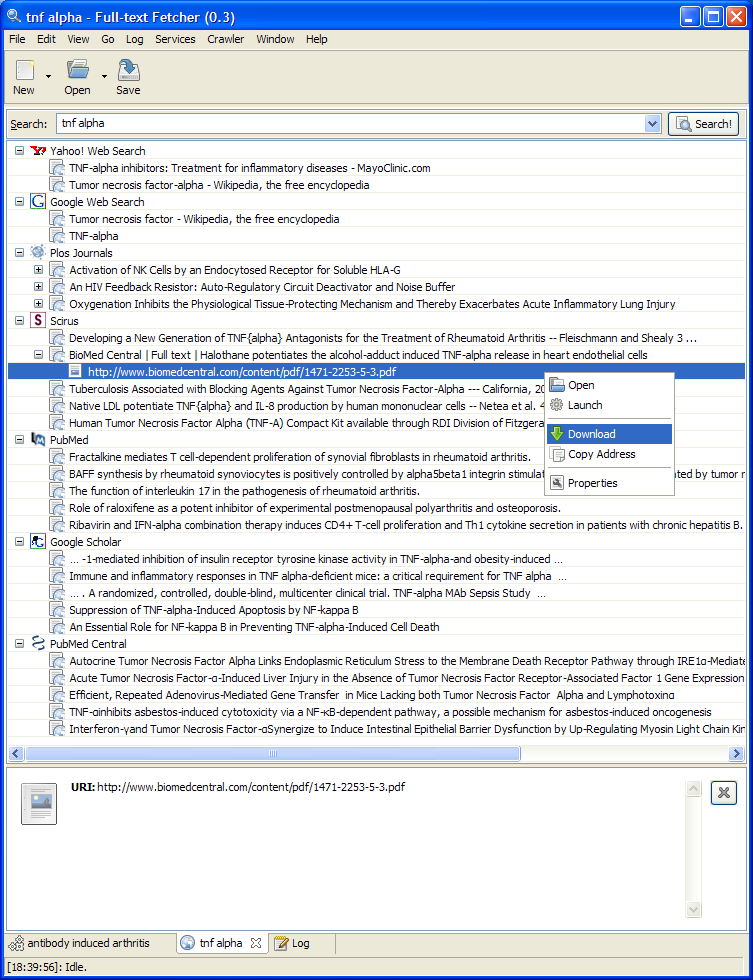 tnf alpha - Full-text Fetcher (0.3)
File Edit View Go Log Services Crawler Window Help
New Open Save
Search: tnf alpha Search!
Yahoo! Web Search
TNF-alpha inhibitors: Treatment for inflammatory diseases - MayoClinic.com
Tumor necrosis factor-alpha - Wikipedia, the free encyclopedia
Google Web Search
Tumor necrosis factor - Wikipedia, the free encyclopedia
TNF-alpha
Plos Journals
Activation of NK Cells by an Endocytosed Receptor for Soluble HLA-G
An HIV Feedback Resistor: Auto-Regulatory Circuit Deactivator and Noise Buffer
Oxygenation Inhibits the Physiological Tissue-Protecting Mechanism and Thereby Exacerbates Acute Inflammatory Lung Injury
Scirus
Developing a New Generation of TNF{alpha} Antagonists for the Treatment of Rheumatoid Arthritis -- Fleischmann and Shealy 3 ...
BioMed Central | Full text | Halothane potentiates the alcohol-adduct induced TNF-alpha release in heart endothelial cells
http://www.biomedcentral.com/content/pdf/1471-2253-5-3.pdf
Tuberculosis Associated with Blocking Agents Against Tumor Necrosis Factor-Alpha --- California, 20
Native LDL potentiate TNF{alpha} and IL-8 production by human mononuclear cells -- Netea et al. 4
Human Tumor Necrosis Factor Alpha (TNF-A) Compact Kit available through RDI Division of Fitzgera
Open
Launch
Download
Copy Address
Properties
PubMed
Fractalkine mediates T cell-dependent proliferation of synovial fibroblasts in rheumatoid arthritis.
BAFF synthesis by rheumatoid synoviocytes is positively controlled by alpha5beta1 integrin stimulat ated by tumor n
The function of interleukin 17 in the pathogenesis of rheumatoid arthritis.
Role of raloxifene as a potent inhibitor of experimental postmenopausal polyarthritis and osteoporosis.
Ribavirin and IFN-alpha combination therapy induces CD4+ T-cell proliferation and Th1 cytokine secretion in patients with chronic hepatitis B.
Google Scholar
... -1-mediated inhibition of insulin receptor tyrosine kinase activity in TNF-alpha-and obesity-induced ...
Immune and inflammatory responses in TNF alpha-deficient mice: a critical requirement for TNF alpha ...
... . A randomized, controlled, double-blind, multicenter clinical trial. TNF-alpha MAb Sepsis Study ...
Suppression of TNF-alpha-Induced Apoptosis by NF-kappa B
An Essential Role for NF-kappa B in Preventing TNF-alpha-Induced Cell Death
PubMed Central
Autocrine Tumor Necrosis Factor Alpha Links Endoplasmic Reticulum Stress to the Membrane Death Receptor Pathway through IRE1α-Mediate
Acute Tumor Necrosis Factor-α-Induced Liver Injury in the Absence of Tumor Necrosis Factor Receptor-Associated Factor 1 Gene Expression
Efficient, Repeated Adenovirus-Mediated Gene Transfer in Mice Lacking both Tumor Necrosis Factor Alpha and Lymphotoxinα
TNF-αinhibits asbestos-induced cytotoxicity via a NF-κB-dependent pathway, a possible mechanism for asbestos-induced oncogenesis
Interferon-γand Tumor Necrosis Factor-αSynergize to Induce Intestinal Epithelial Barrier Dysfunction by Up-Regulating Myosin Light Chain Kin
URI: http://www.biomedcentral.com/content/pdf/1471-2253-5-3.pdf
antibody induced arthritis tnf alpha Log
[18:39:56]: Idle.